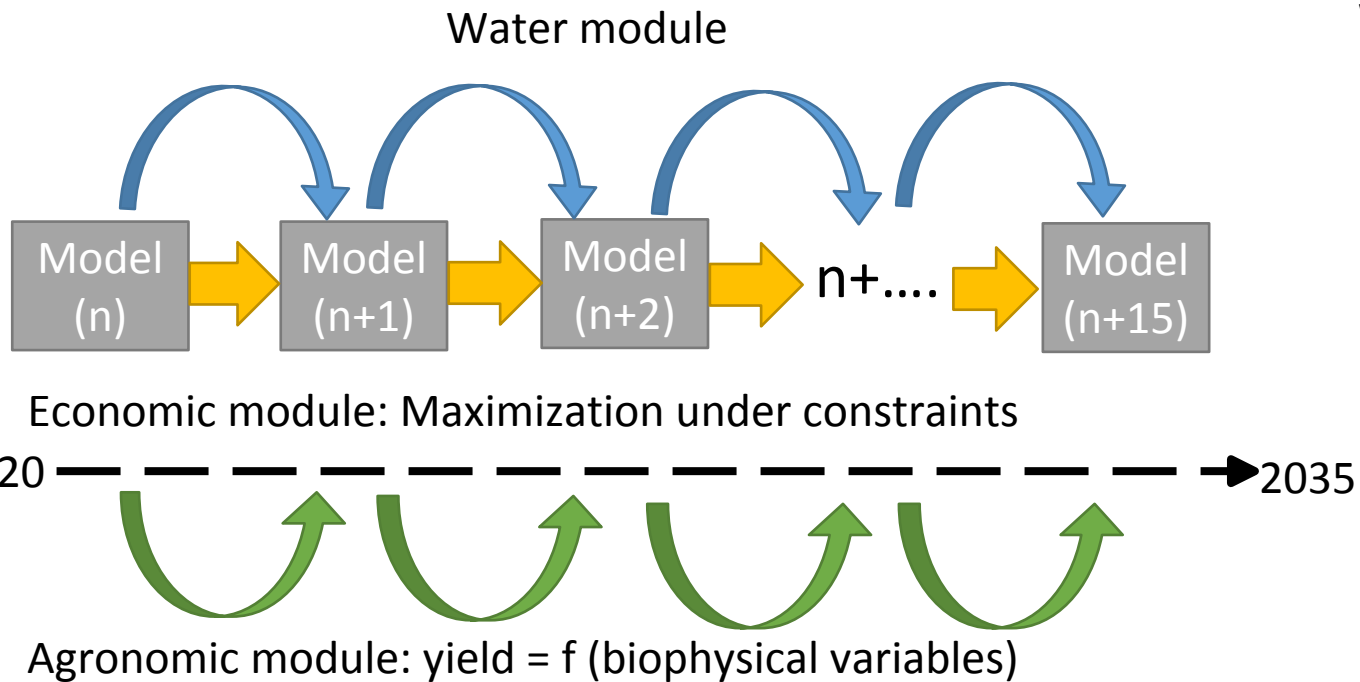 Water module
Model
(n)
Model
(n+1)
Model
(n+2)
n+....
Model
(n+15)
Economic module: Maximization under constraints
20
2035
Agronomic module: yield = f (biophysical variables)